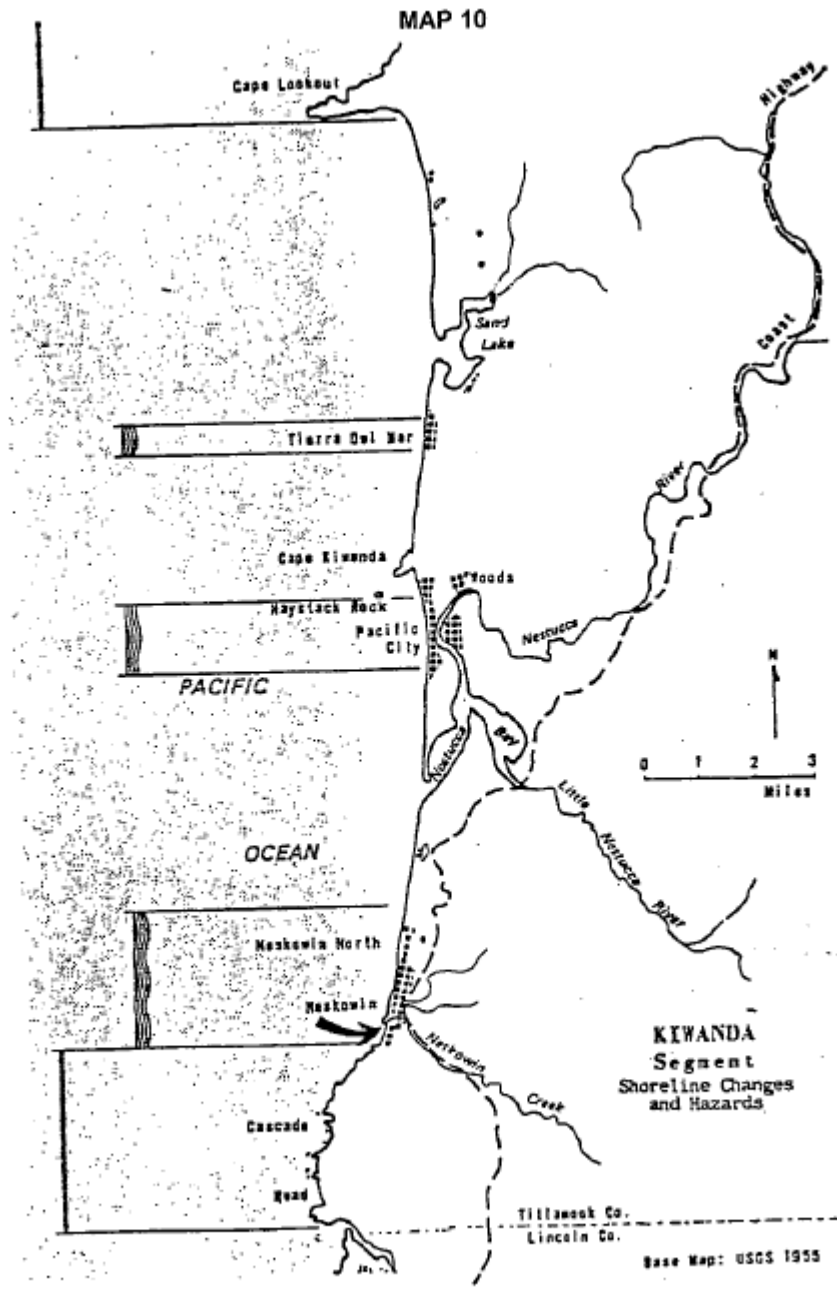 MAP 10
Cape Lookout
Highway
Sand
Lake
Coast
Tierra Del Mar
River
Cape Kiwanda
Woods
Haystack Rock
Pacific
City
Nestucca
PACIFIC
N
Bay
Nestucca
0 1 2 3
Miles
Little
Nestucca
River
OCEAN
Neskowin North
Neskowin
KIWANDA
Segment
Shoreline Changes
and Hazards
Neskowin
Creek
Cascade
Head
Tillamook Co.
Lincoln Co.
Base Map: USGS 1955